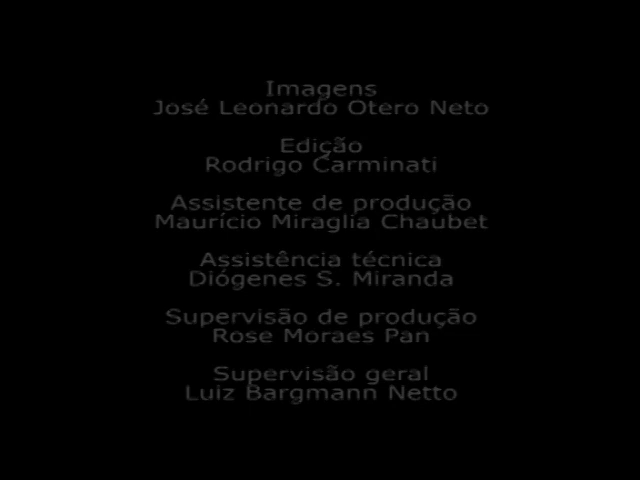 Imagens
José Leonardo Otero Neto
Edição
Rodrigo Carminati
Assistente de produção
Maurício Miraglia Chaubet
Assistência técnica
Diógenes S. Miranda
Supervisão de produção
Rose Moraes Pan
Supervisão geral
Luiz Bargmann Netto